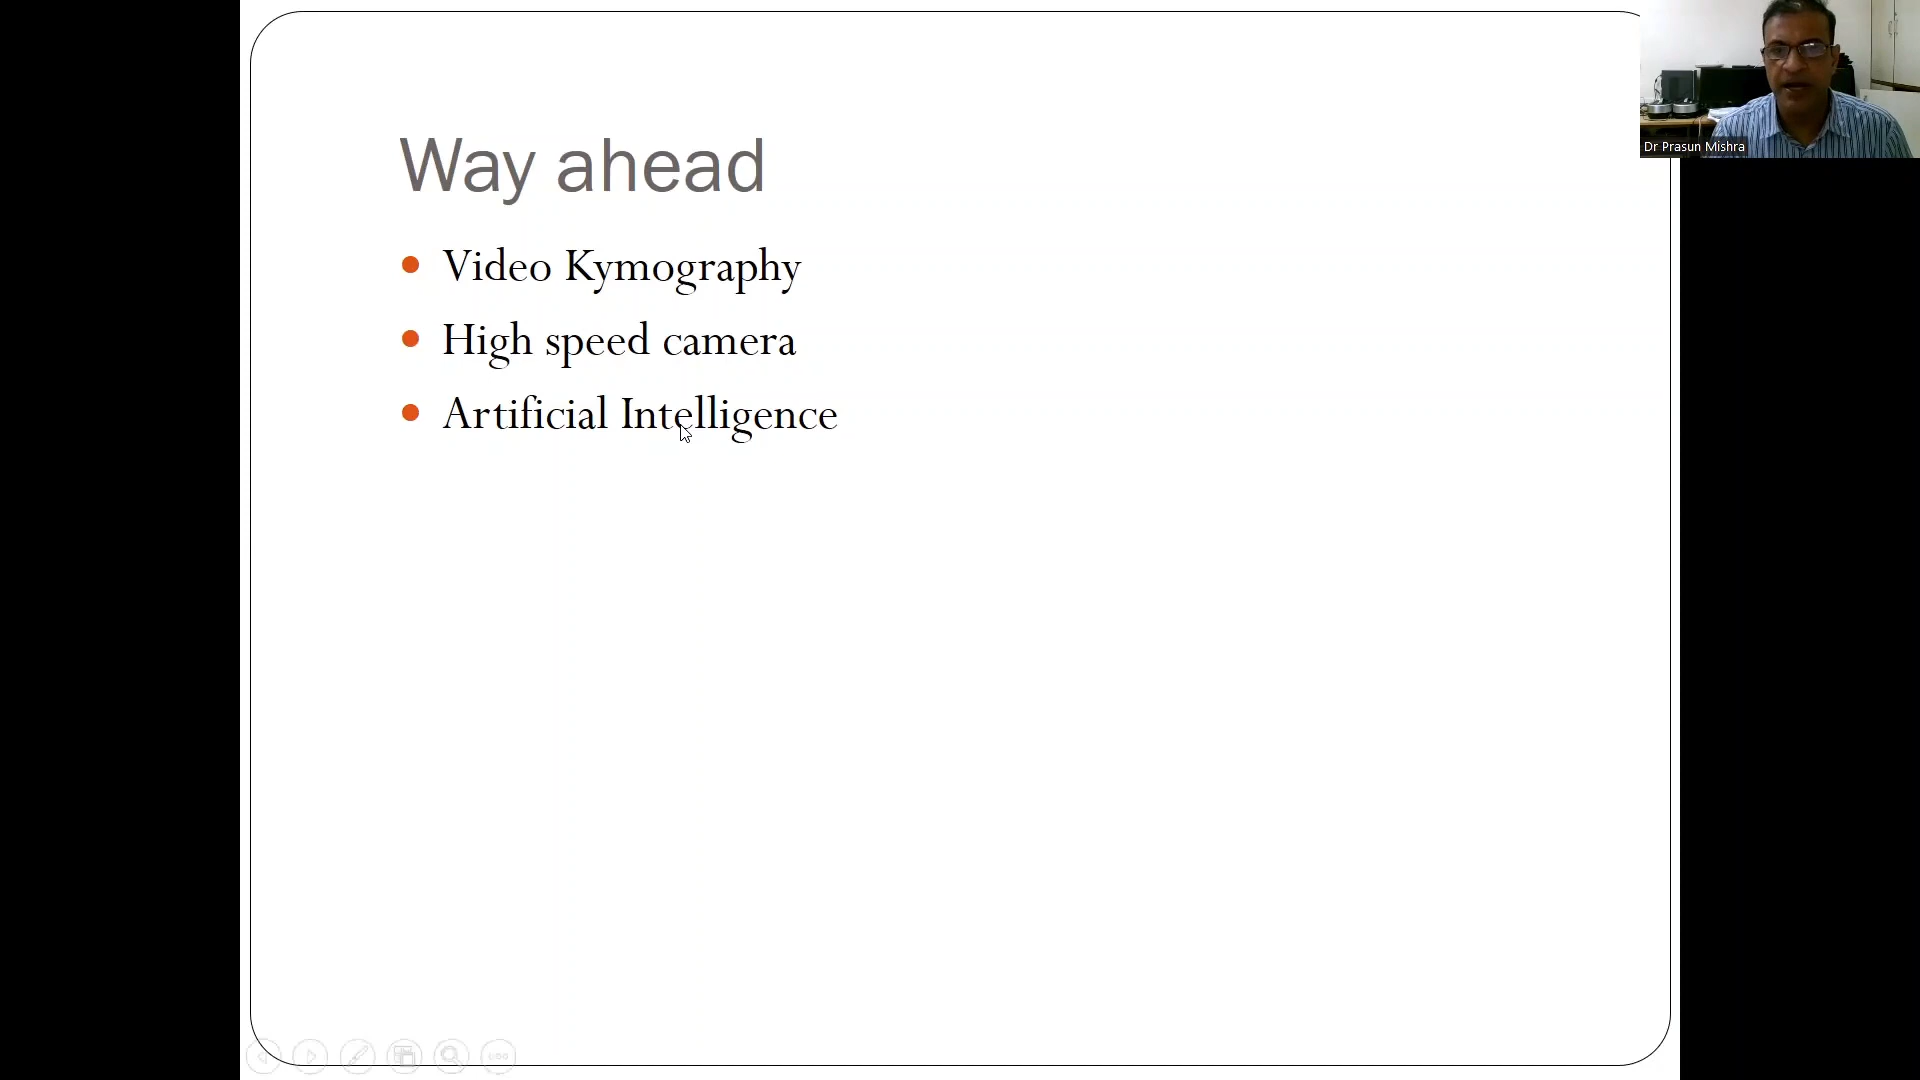 Way ahead
Video Kymography
High speed camera
Artificial Intelligence
Dr Prasun Mishra